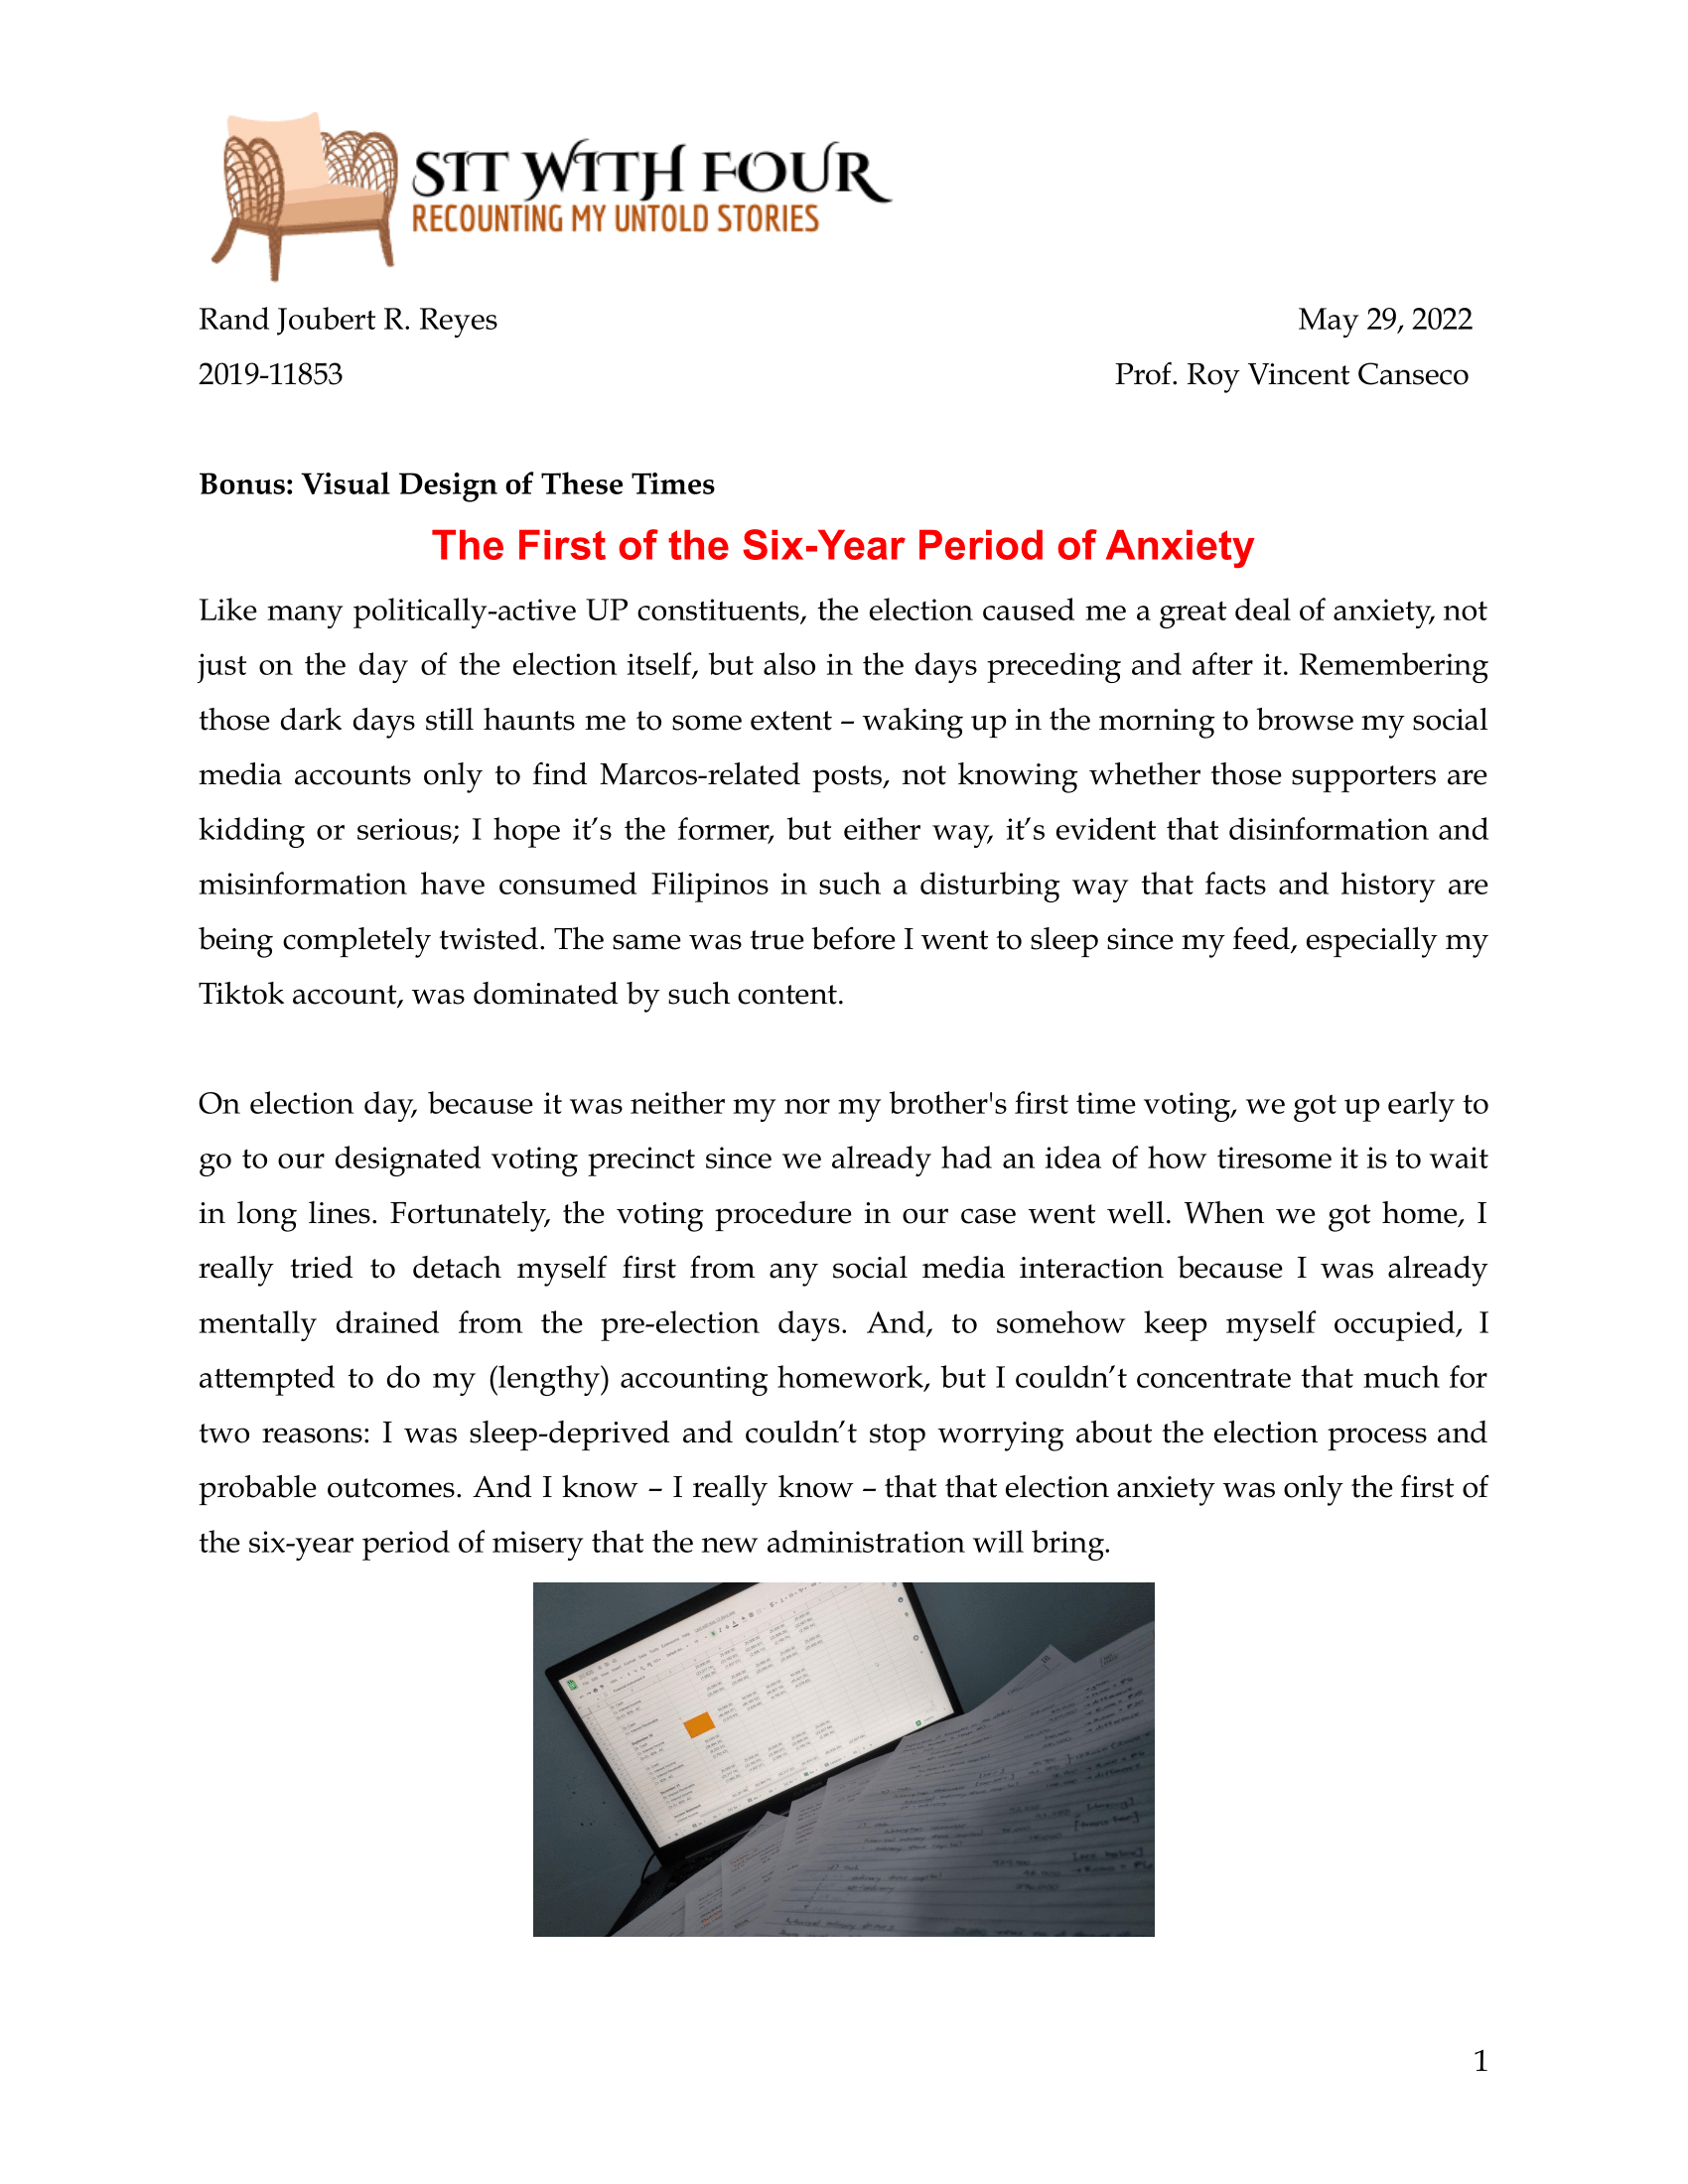 SIT WITH FOUR
RECOUNTING MY UNTOLD STORIES
Rand Joubert R. Reyes May 29, 2022
2019-11853 Prof. Roy Vincent Canseco
Bonus: Visual Design of These Times
The First of the Six-Year Period of Anxiety
Like many politically-active UP constituents, the election caused me a great deal of anxiety, not
just on the day of the election itself, but also in the days preceding and after it. Remembering
those dark days still haunts me to some extent – waking up in the morning to browse my social
media accounts only to find Marcos-related posts, not knowing whether those supporters are
kidding or serious; I hope it’s the former, but either way, it’s evident that disinformation and
misinformation have consumed Filipinos in such a disturbing way that facts and history are
being completely twisted. The same was true before I went to sleep since my feed, especially my
Tiktok account, was dominated by such content.
On election day, because it was neither my nor my brother's first time voting, we got up early to
go to our designated voting precinct since we already had an idea of how tiresome it is to wait
in long lines. Fortunately, the voting procedure in our case went well. When we got home, I
really tried to detach myself first from any social media interaction because I was already
mentally drained from the pre-election days. And, to somehow keep myself occupied, I
attempted to do my (lengthy) accounting homework, but I couldn’t concentrate that much for
two reasons: I was sleep-deprived and couldn’t stop worrying about the election process and
probable outcomes. And I know – I really know – that that election anxiety was only the first of
the six-year period of misery that the new administration will bring.
1